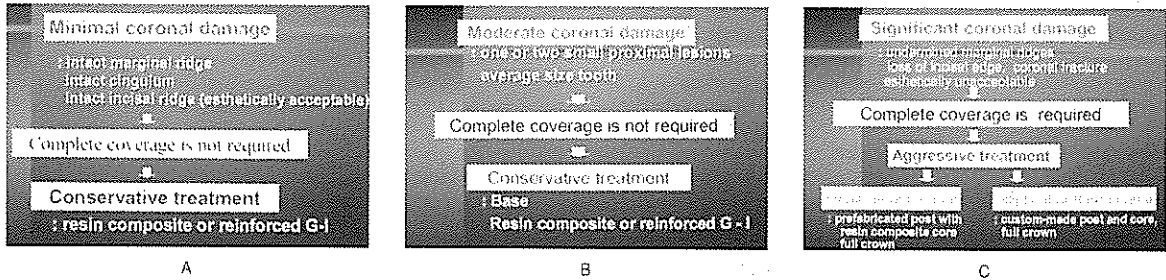 Minimal coronal damage
: Intact marginal ridge
Intact cingulum
Intact incisal ridge (esthetically acceptable)
Complete coverage is not required
Conservative treatment
: resin composite or reinforced G-I
A
Moderate coronal damage
: one or two small proximal lesions
average size tooth
Complete coverage is not required
Conservative treatment
: Base
Resin composite or reinforced G - I
B
Significant coronal damage
: undermined marginal ridges
loss of incisal edge, coronal fracture
esthetically unacceptable
Complete coverage is required
Aggressive treatment
: prefabricated post with
resin composite core
full crown
: custom-made post and core,
full crown
C